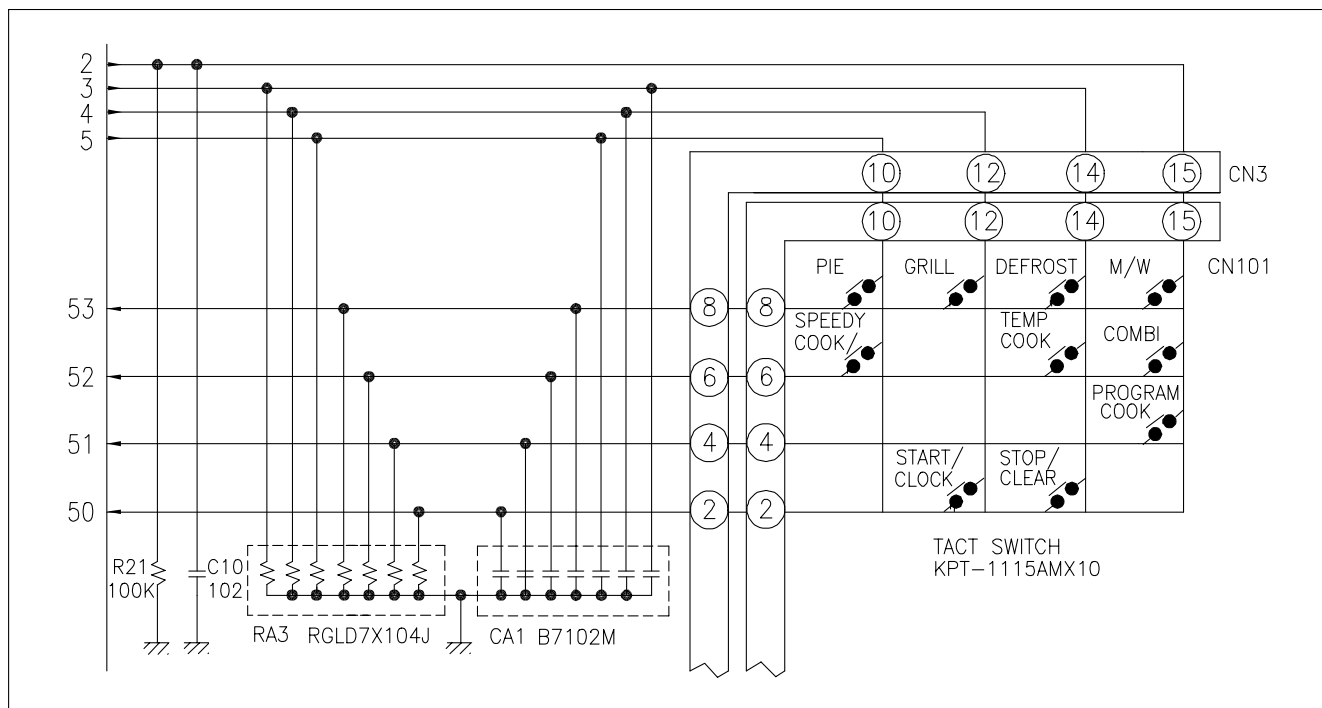 2
3
4
5
10 12 14 15 CN3
10 12 14 15
PIE GRILL DEFROST M/W CN101
53 8 8
SPEEDY COOK/
TEMP COOK
COMBI
52 6 6
PROGRAM COOK
51 4 4
START/ CLOCK
STOP/ CLEAR
50 2 2
TACT SWITCH
KPT-1115AMX10
R21
100K
C10
102
RA3 RGLD7X104J
CA1 B7102M